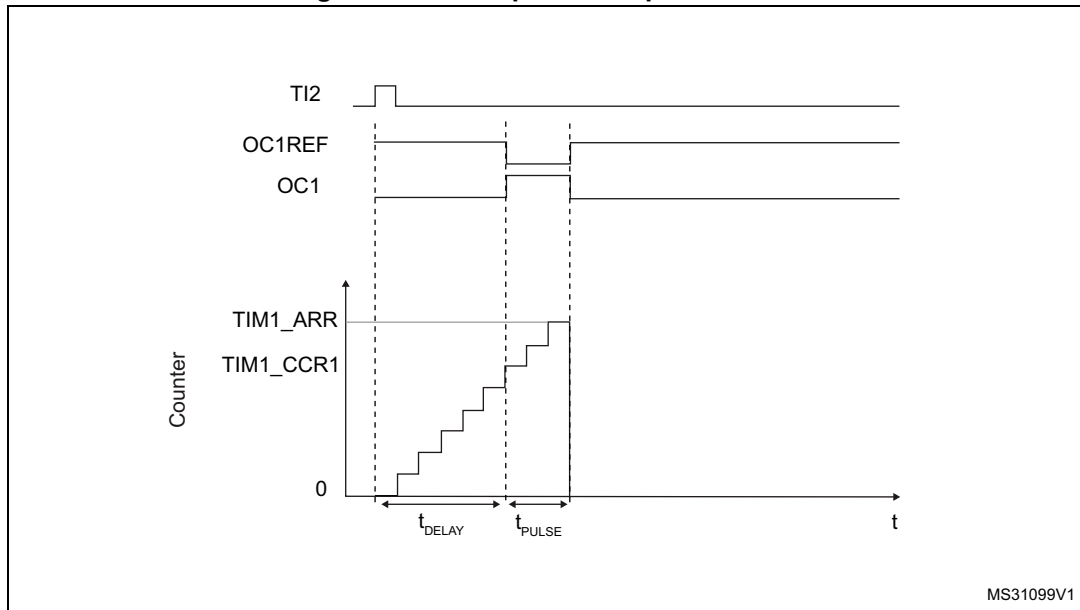 TI2
OC1REF
OC1
TIM1_ARR
TIM1_CCR1
Counter
0
tDELAY
tPULSE
t
MS31099V1